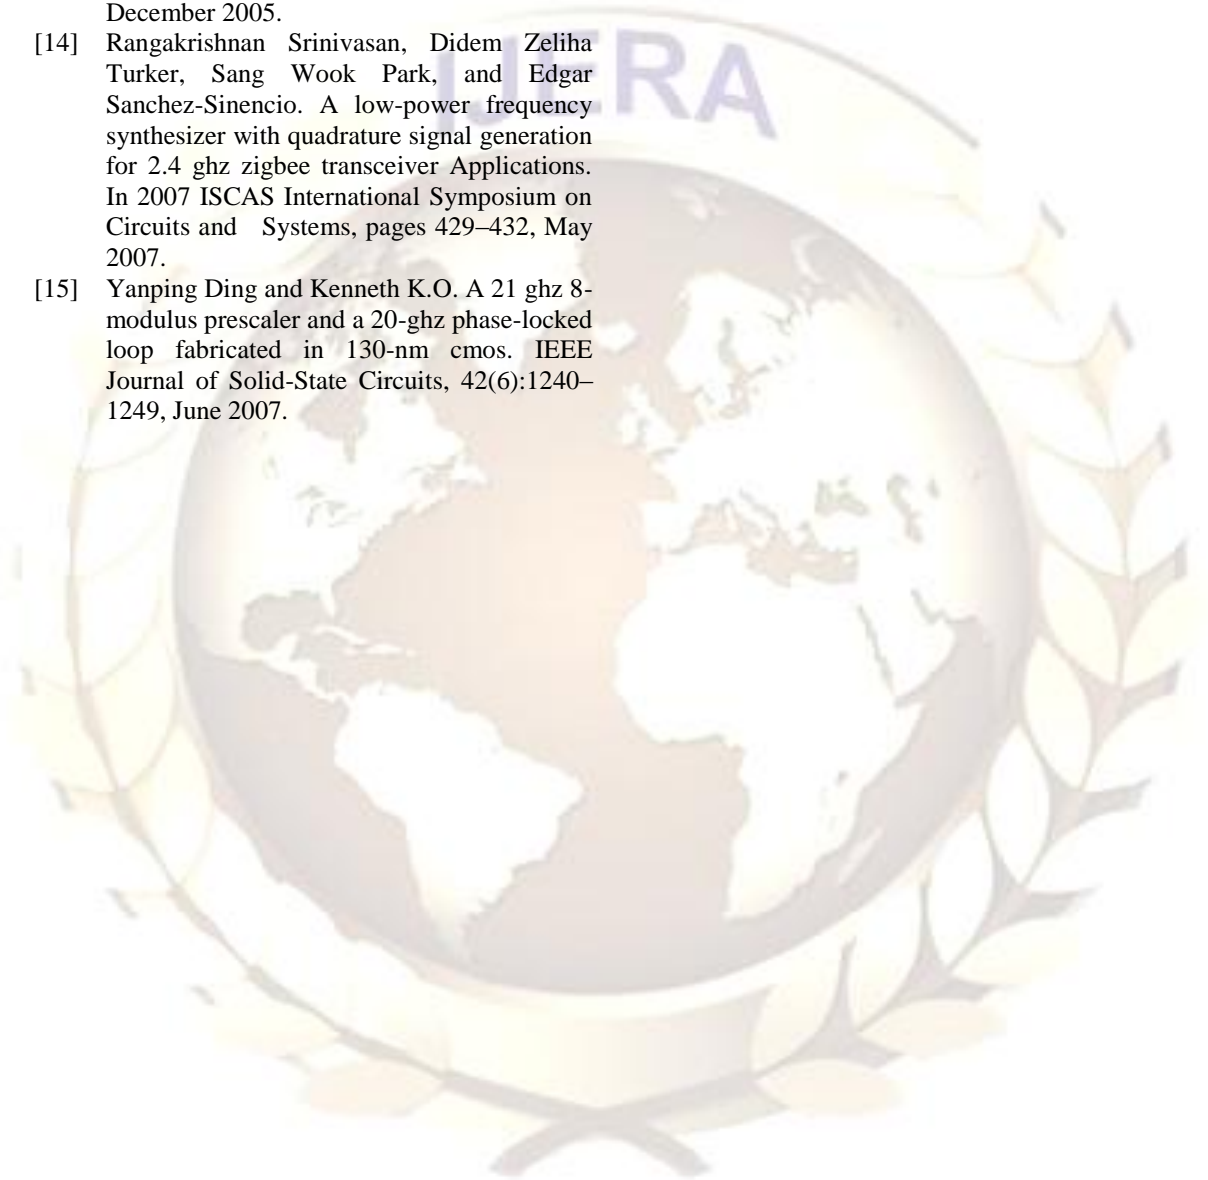 IJERA
December 2005.
[14] Rangakrishnan Srinivasan, Didem Zeliha
Turker, Sang Wook Park, and Edgar
Sanchez-Sinencio. A low-power frequency
synthesizer with quadrature signal generation
for 2.4 ghz zigbee transceiver Applications.
In 2007 ISCAS International Symposium on
Circuits and Systems, pages 429–432, May
2007.
[15] Yanping Ding and Kenneth K.O. A 21 ghz 8-
modulus prescaler and a 20-ghz phase-locked
loop fabricated in 130-nm cmos. IEEE
Journal of Solid-State Circuits, 42(6):1240–
1249, June 2007.